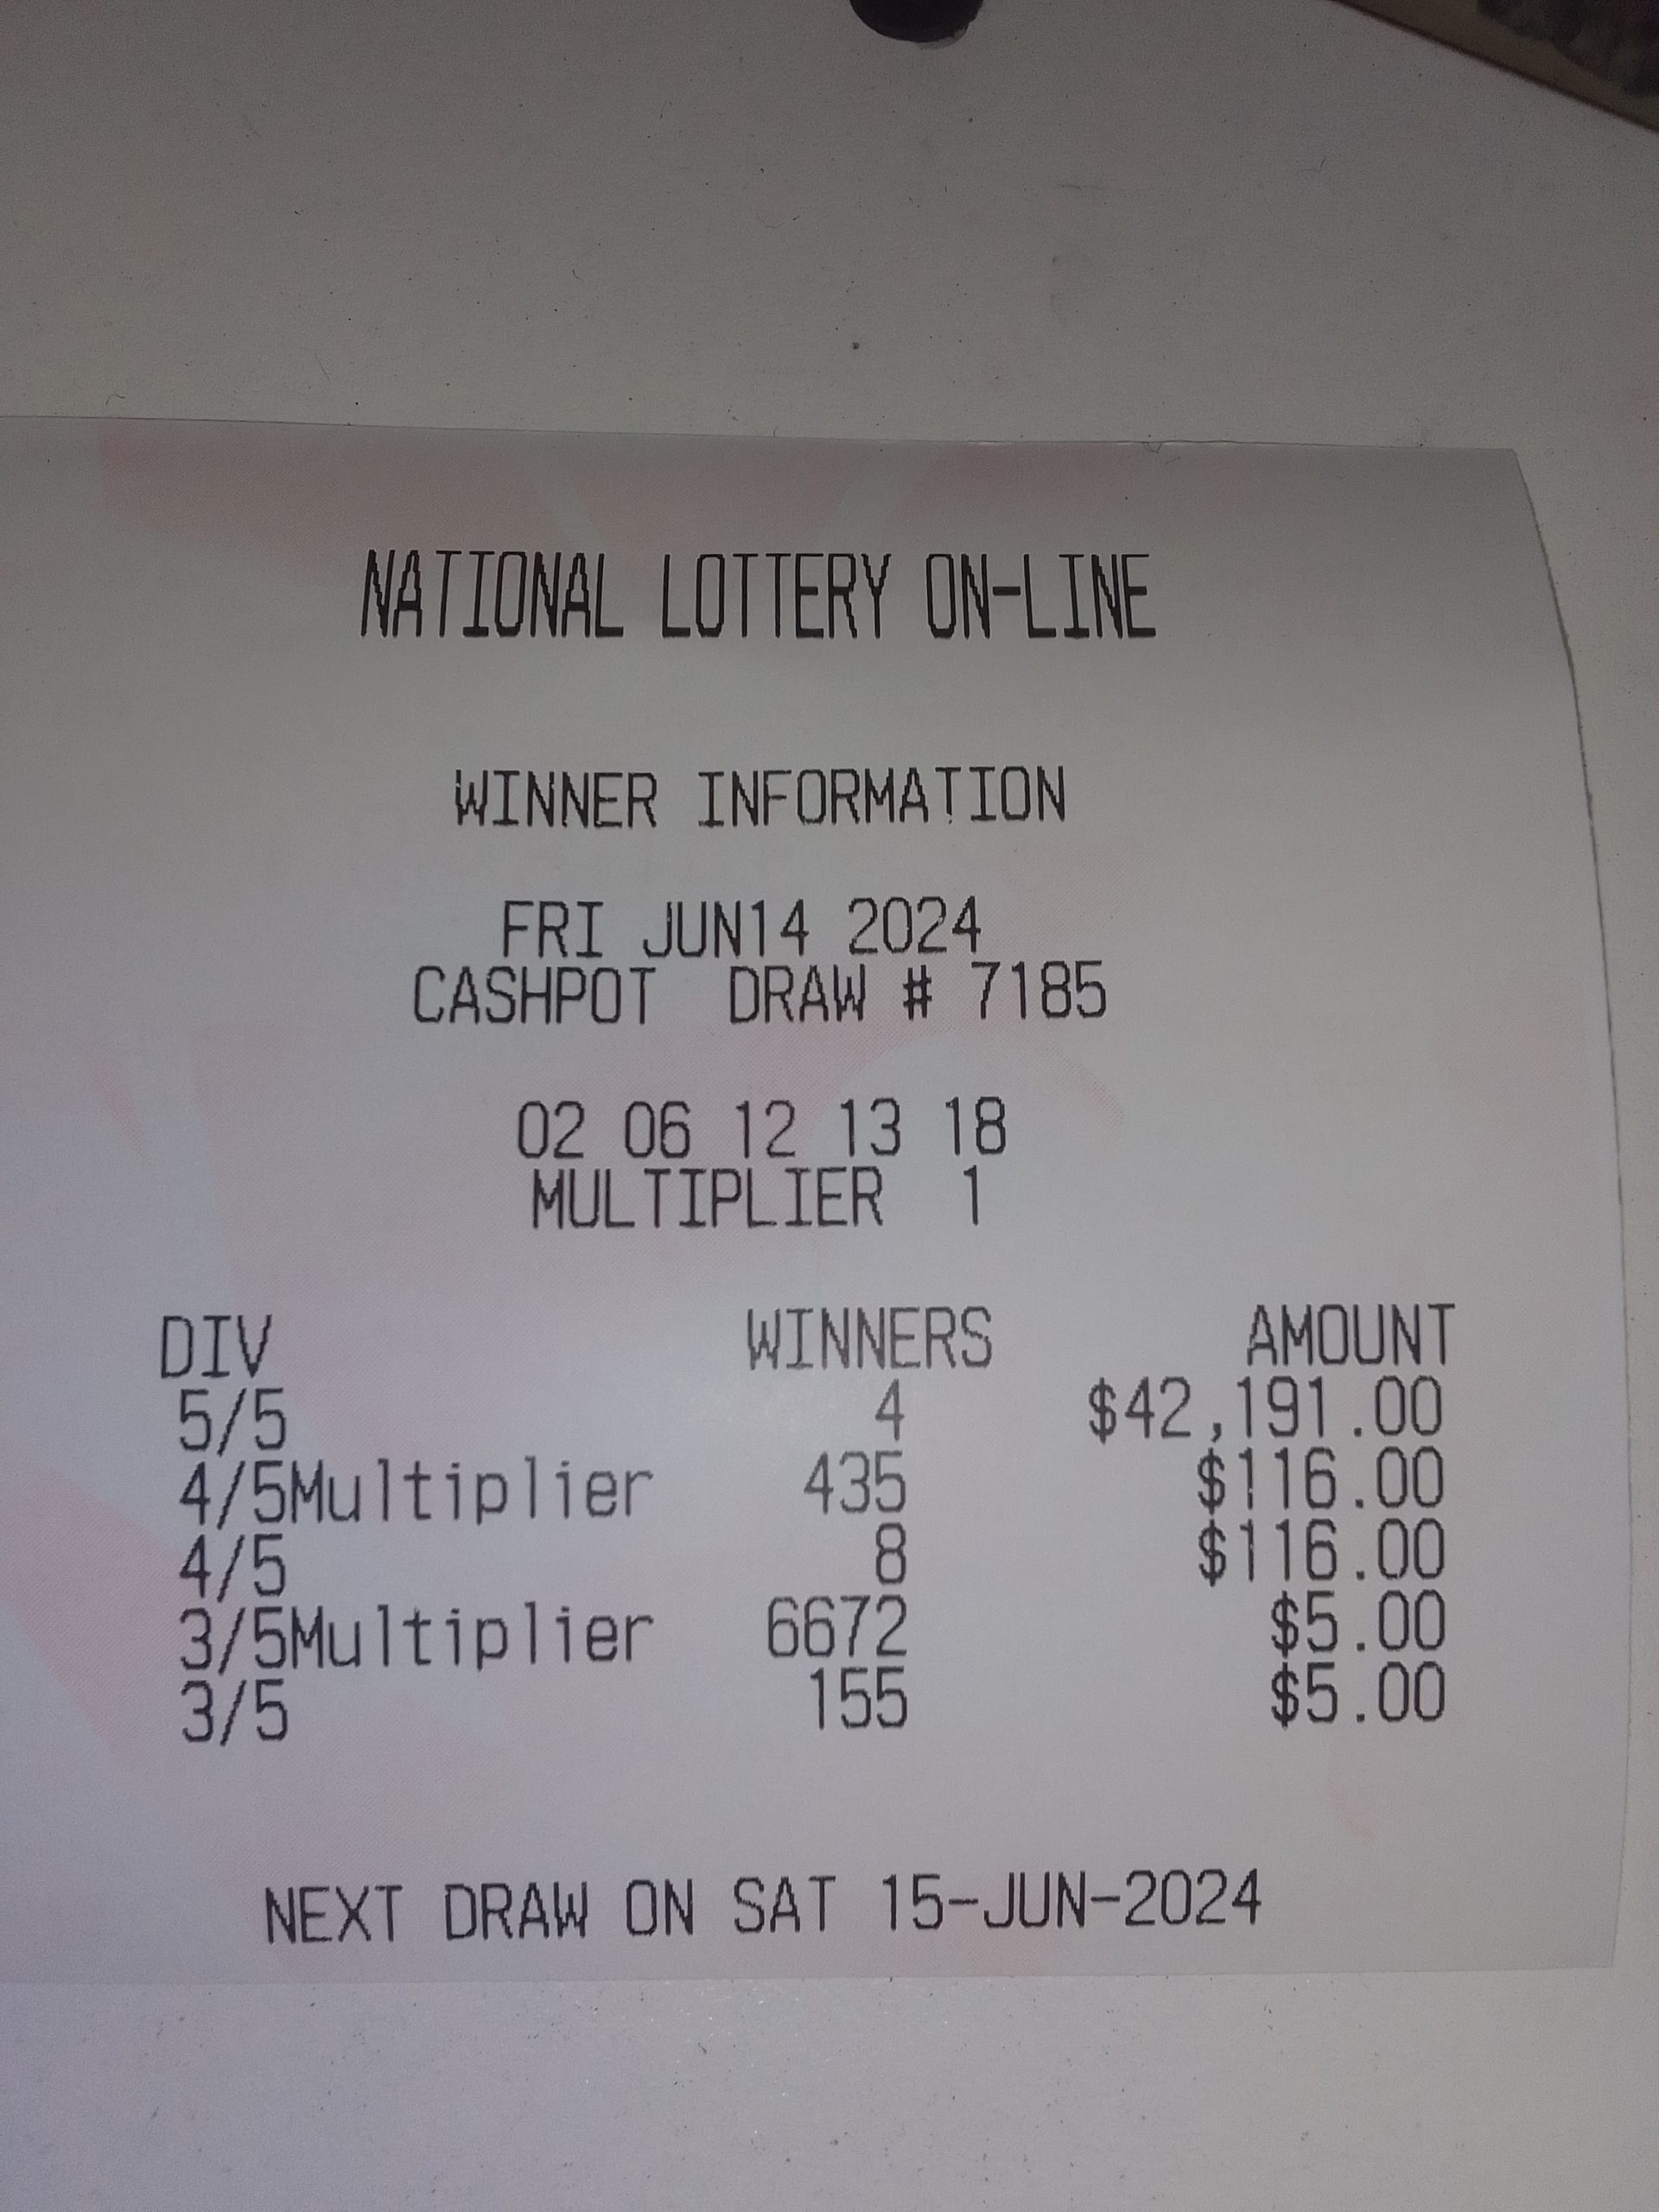 NATIONAL LOTTERY ON-LINE
WINNER INFORMATION
FRI JUN14 2024
CASHPOT DRAW # 7185
02 06 12 13 18
MULTIPLIER 1
DIV WINNERS AMOUNT
5/5 4 $42,191.00
4/5Multiplier 435 $116.00
4/5 8 $116.00
3/5Multiplier 6672 $5.00
3/5 155 $5.00
NEXT DRAW ON SAT 15-JUN-2024